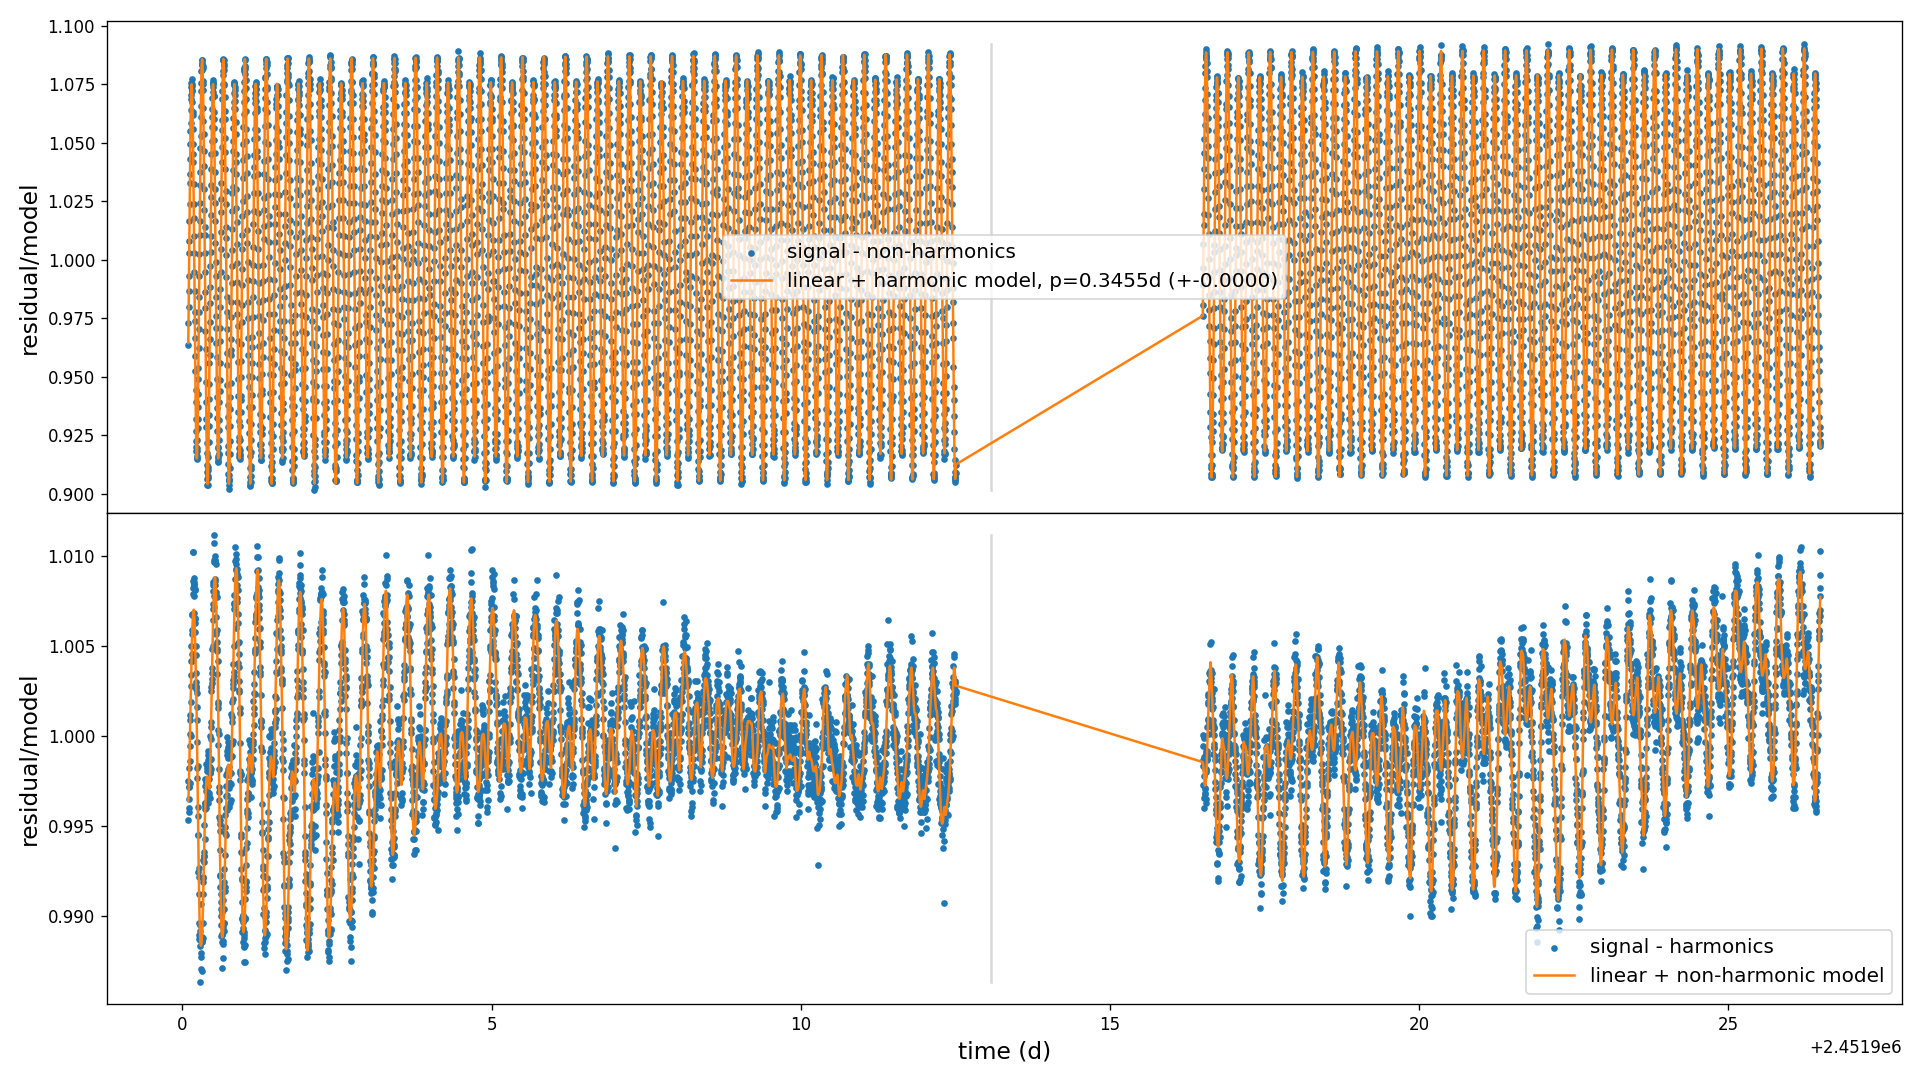 1.100
1.075
1.050
1.025
1.000
0.975
0.950
0.925
0.900
residual/model
signal - non-harmonics
linear + harmonic model, p=0.3455d (+-0.0000)
1.010
1.005
1.000
0.995
0.990
residual/model
signal - harmonics
linear + non-harmonic model
0 5 10 15 20 25
time (d)
+2.4519e6